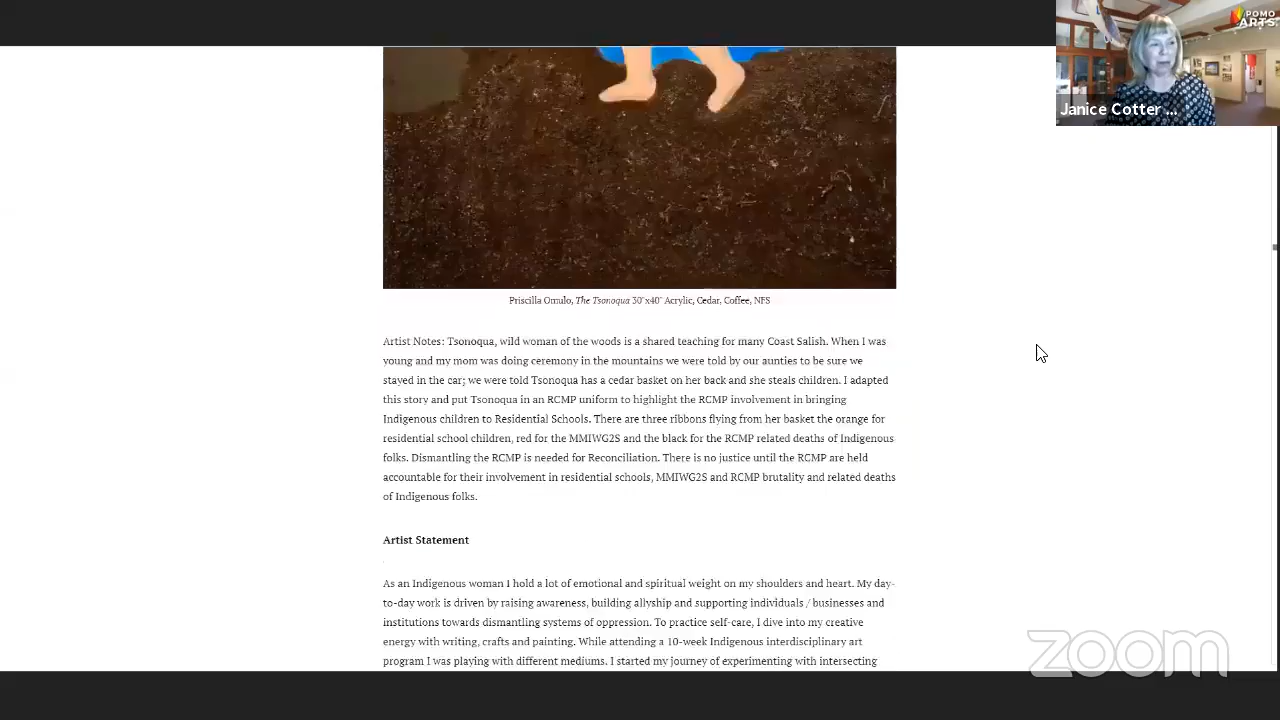 POMO
ARTS
Janice Cotter ...
Priscilla Omulo, The Tsonoqua 30"x40" Acrylic, Cedar, Coffee, NFS
Artist Notes: Tsonoqua, wild woman of the woods is a shared teaching for many Coast Salish. When I was
young and my mom was doing ceremony in the mountains we were told by our aunties to be sure we
stayed in the car; we were told Tsonoqua has a cedar basket on her back and she steals children. I adapted
this story and put Tsonoqua in an RCMP uniform to highlight the RCMP involvement in bringing
Indigenous children to Residential Schools. There are three ribbons flying from her basket the orange for
residential school children, red for the MMIWG2S and the black for the RCMP related deaths of Indigenous
folks. Dismantling the RCMP is needed for Reconciliation. There is no justice until the RCMP are held
accountable for their involvement in residential schools, MMIWG2S and RCMP brutality and related deaths
of Indigenous folks.
Artist Statement
As an Indigenous woman I hold a lot of emotional and spiritual weight on my shoulders and heart. My day-
to-day work is driven by raising awareness, building allyship and supporting individuals / businesses and
institutions towards dismantling systems of oppression. To practice self-care, I dive into my creative
energy with writing, crafts and painting. While attending a 10-week Indigenous interdisciplinary art
program I was playing with different mediums. I started my journey of experimenting with intersecting
zoom